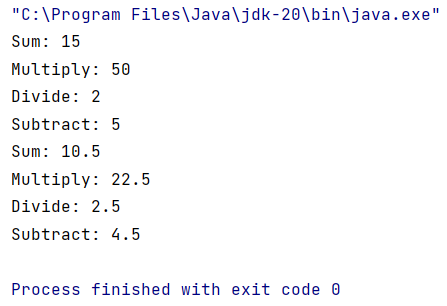 "C:\Program Files\Java\jdk-20\bin\java.exe"
Sum: 15
Multiply: 50
Divide: 2
Subtract: 5
Sum: 10.5
Multiply: 22.5
Divide: 2.5
Subtract: 4.5
Process finished with exit code 0